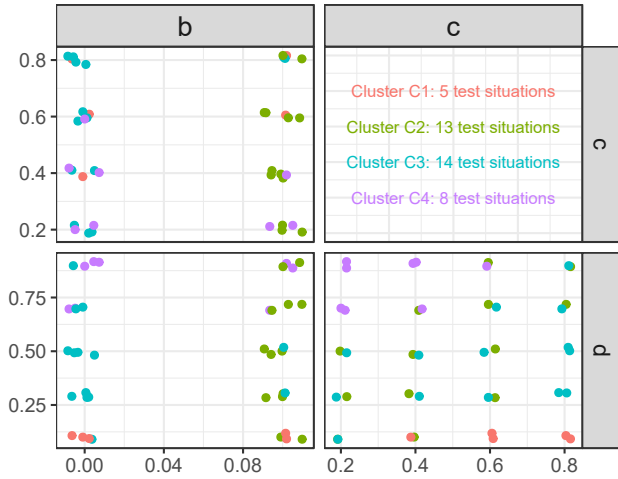 b c
0.8
0.6
0.4
0.2
Cluster C1: 5 test situations
Cluster C2: 13 test situations
Cluster C3: 14 test situations
Cluster C4: 8 test situations
c
0.75
0.50
0.25
d
0.00 0.04 0.08 0.2 0.4 0.6 0.8